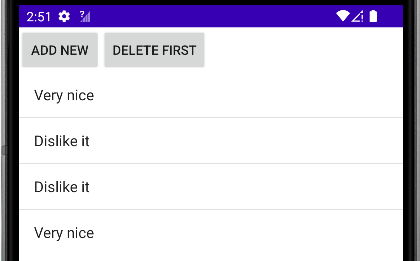 2:51
ADD NEW DELETE FIRST
Very nice
Dislike it
Dislike it
Very nice